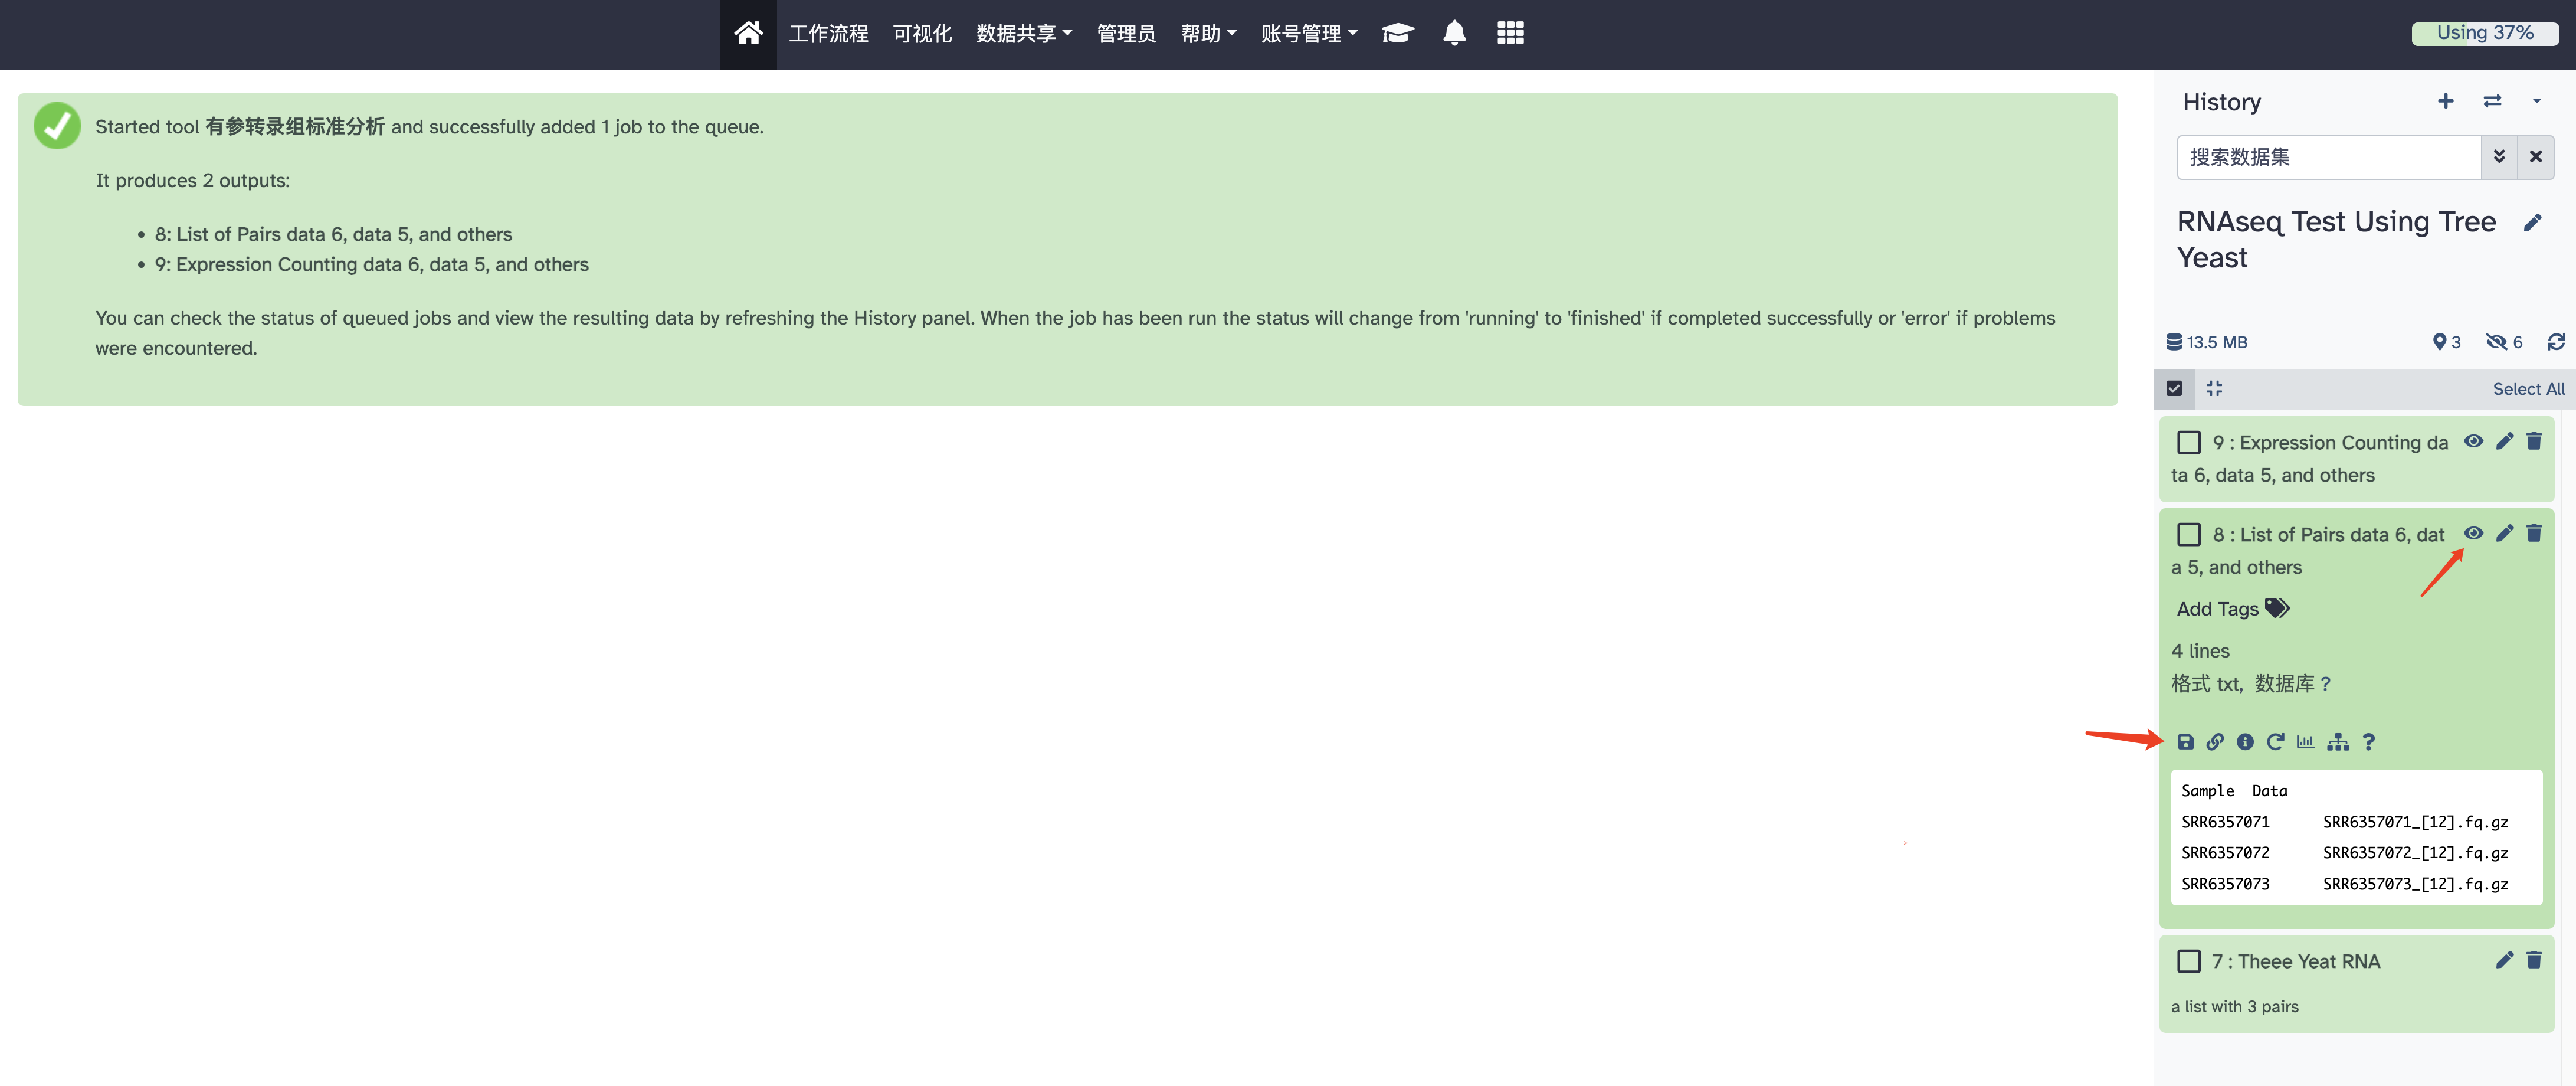 工作流程 可视化 数据共享 管理员 帮助 账号管理 Using 37%
Started tool 有参转录组标准分析 and successfully added 1 job to the queue.
It produces 2 outputs:
• 8: List of Pairs data 6, data 5, and others
• 9: Expression Counting data 6, data 5, and others
You can check the status of queued jobs and view the resulting data by refreshing the History panel. When the job has been run the status will change from 'running' to 'finished' if completed successfully or 'error' if problems
were encountered.
History
搜索数据集
RNAseq Test Using Tree
Yeast
13.5 MB 3 6
Select All
9 : Expression Counting da
ta 6, data 5, and others
8 : List of Pairs data 6, dat
a 5, and others
Add Tags
4 lines
格式 txt, 数据库 ?
Sample Data
SRR6357071 SRR6357071_[12].fq.gz
SRR6357072 SRR6357072_[12].fq.gz
SRR6357073 SRR6357073_[12].fq.gz
7 : Theee Yeat RNA
a list with 3 pairs